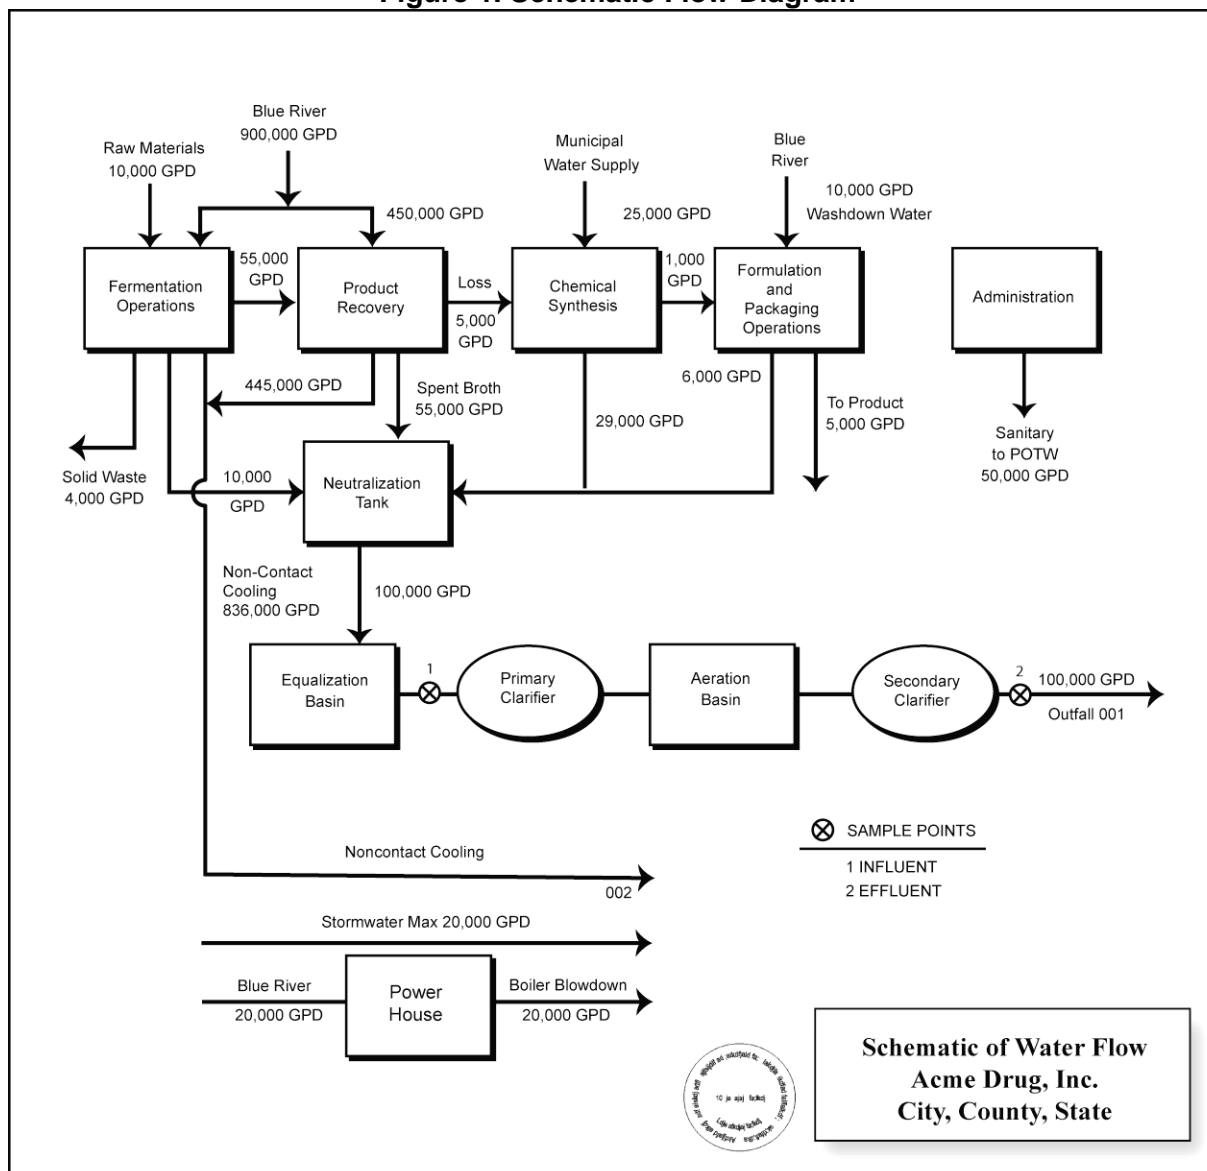 Figure 1. Schematic Flow Diagram
Blue River
900,000 GPD
Raw Materials
10,000 GPD
Municipal
Water Supply
Blue
River
10,000 GPD
Washdown Water
450,000 GPD
25,000 GPD
Fermentation
Operations
55,000
GPD
Product
Recovery
Loss
5,000
GPD
Chemical
Synthesis
1,000
GPD
Formulation
and
Packaging
Operations
Administration
445,000 GPD
Spent Broth
55,000 GPD
29,000 GPD
6,000 GPD
To Product
5,000 GPD
Sanitary
to POTW
50,000 GPD
Solid Waste
4,000 GPD
10,000
GPD
Neutralization
Tank
Non-Contact
Cooling
836,000 GPD
100,000 GPD
Equalization
Basin
1
Primary
Clarifier
Aeration
Basin
Secondary
Clarifier
2
100,000 GPD
Outfall 001
SAMPLE POINTS
1 INFLUENT
2 EFFLUENT
Noncontact Cooling
002
Stormwater Max 20,000 GPD
Blue River
20,000 GPD
Power
House
Boiler Blowdown
20,000 GPD
Schematic of Water Flow
Acme Drug, Inc.
City, County, State